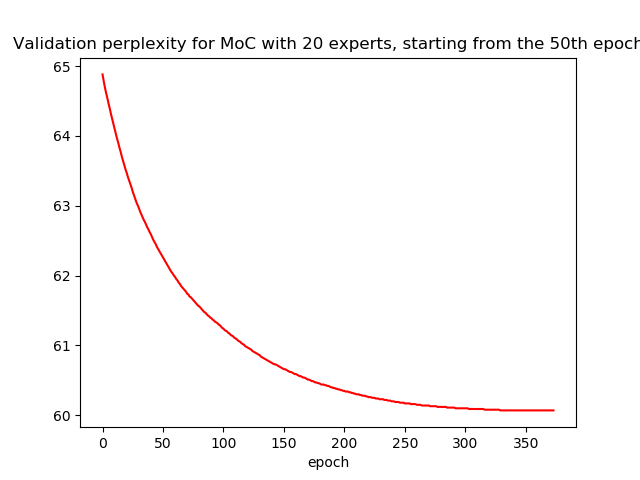 Validation perplexity for MoC with 20 experts, starting from the 50th epoch
65
64
63
62
61
60
0 50 100 150 200 250 300 350
epoch